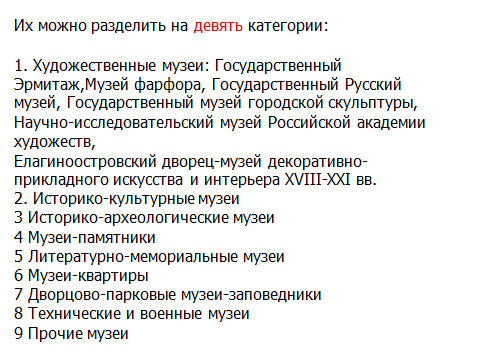 Их можно разделить на девять категории:
1. Художественные музеи: Государственный
Эрмитаж,Музей фарфора, Государственный Русский
музей, Государственный музей городской скульптуры,
Научно-исследовательский музей Российской академии
художеств,
Елагиноостровский дворец-музей декоративно-
прикладного искусства и интерьера XVIII-XXI вв.
2. Историко-культурные музеи
3 Историко-археологические музеи
4 Музеи-памятники
5 Литературно-мемориальные музеи
6 Музеи-квартиры
7 Дворцово-парковые музеи-заповедники
8 Технические и военные музеи
9 Прочие музеи